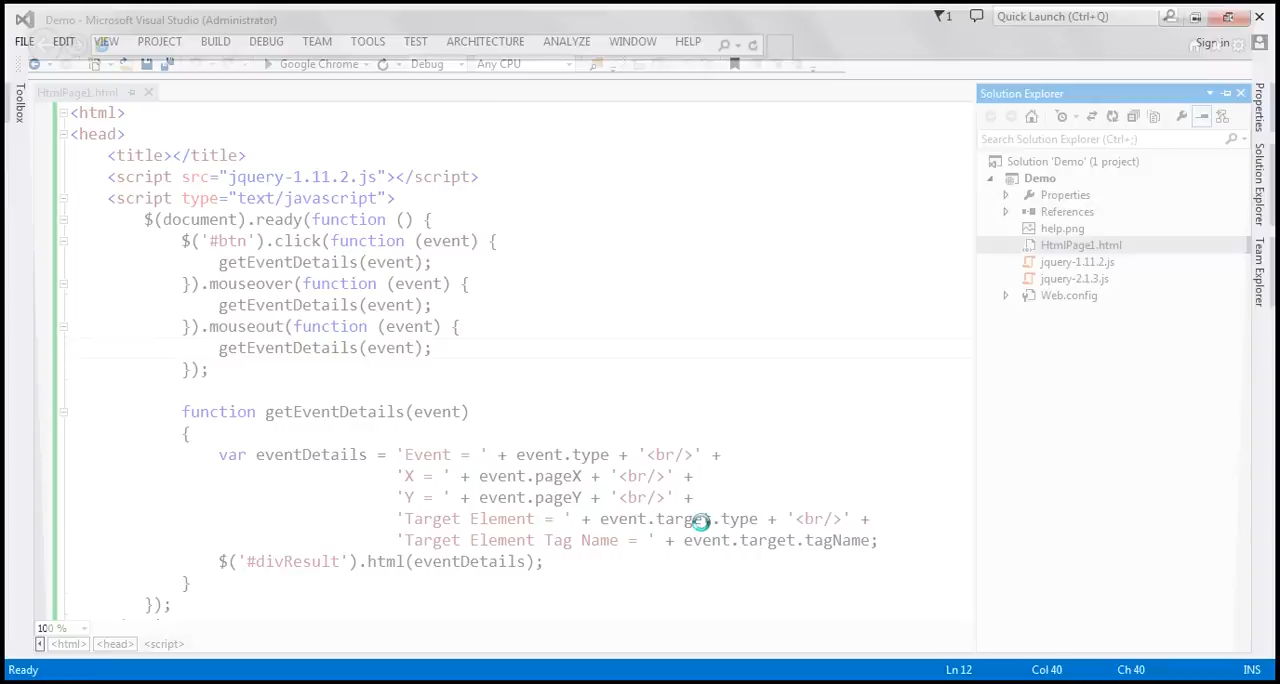 Demo - Microsoft Visual Studio (Administrator)
1
Quick Launch (Ctrl+Q)
FILE EDIT VIEW PROJECT BUILD DEBUG TEAM TOOLS TEST ARCHITECTURE ANALYZE WINDOW HELP
Sign in
Google Chrome
Debug
Any CPU
Toolbox
HtmlPage1.html
<html>
<head>
<title></title>
<script src="jquery-1.11.2.js"></script>
<script type="text/javascript">
$(document).ready(function () {
$('#btn').click(function (event) {
getEventDetails(event);
}).mouseover(function (event) {
getEventDetails(event);
}).mouseout(function (event) {
getEventDetails(event);
});
function getEventDetails(event)
{
var eventDetails = 'Event = ' + event.type + '<br/>' +
'X = ' + event.pageX + '<br/>' +
'Y = ' + event.pageY + '<br/>' +
'Target Element = ' + event.target.type + '<br/>' +
'Target Element Tag Name = ' + event.target.tagName;
$('#divResult').html(eventDetails);
}
});
100 %
<html> <head> <script>
Solution Explorer
Search Solution Explorer (Ctrl+;)
Solution 'Demo' (1 project)
Demo
Properties
References
help.png
HtmlPage1.html
jquery-1.11.2.js
jquery-2.1.3.js
Web.config
Properties
Solution Explorer
Team Explorer
Ready
Ln 12
Col 40
Ch 40
INS